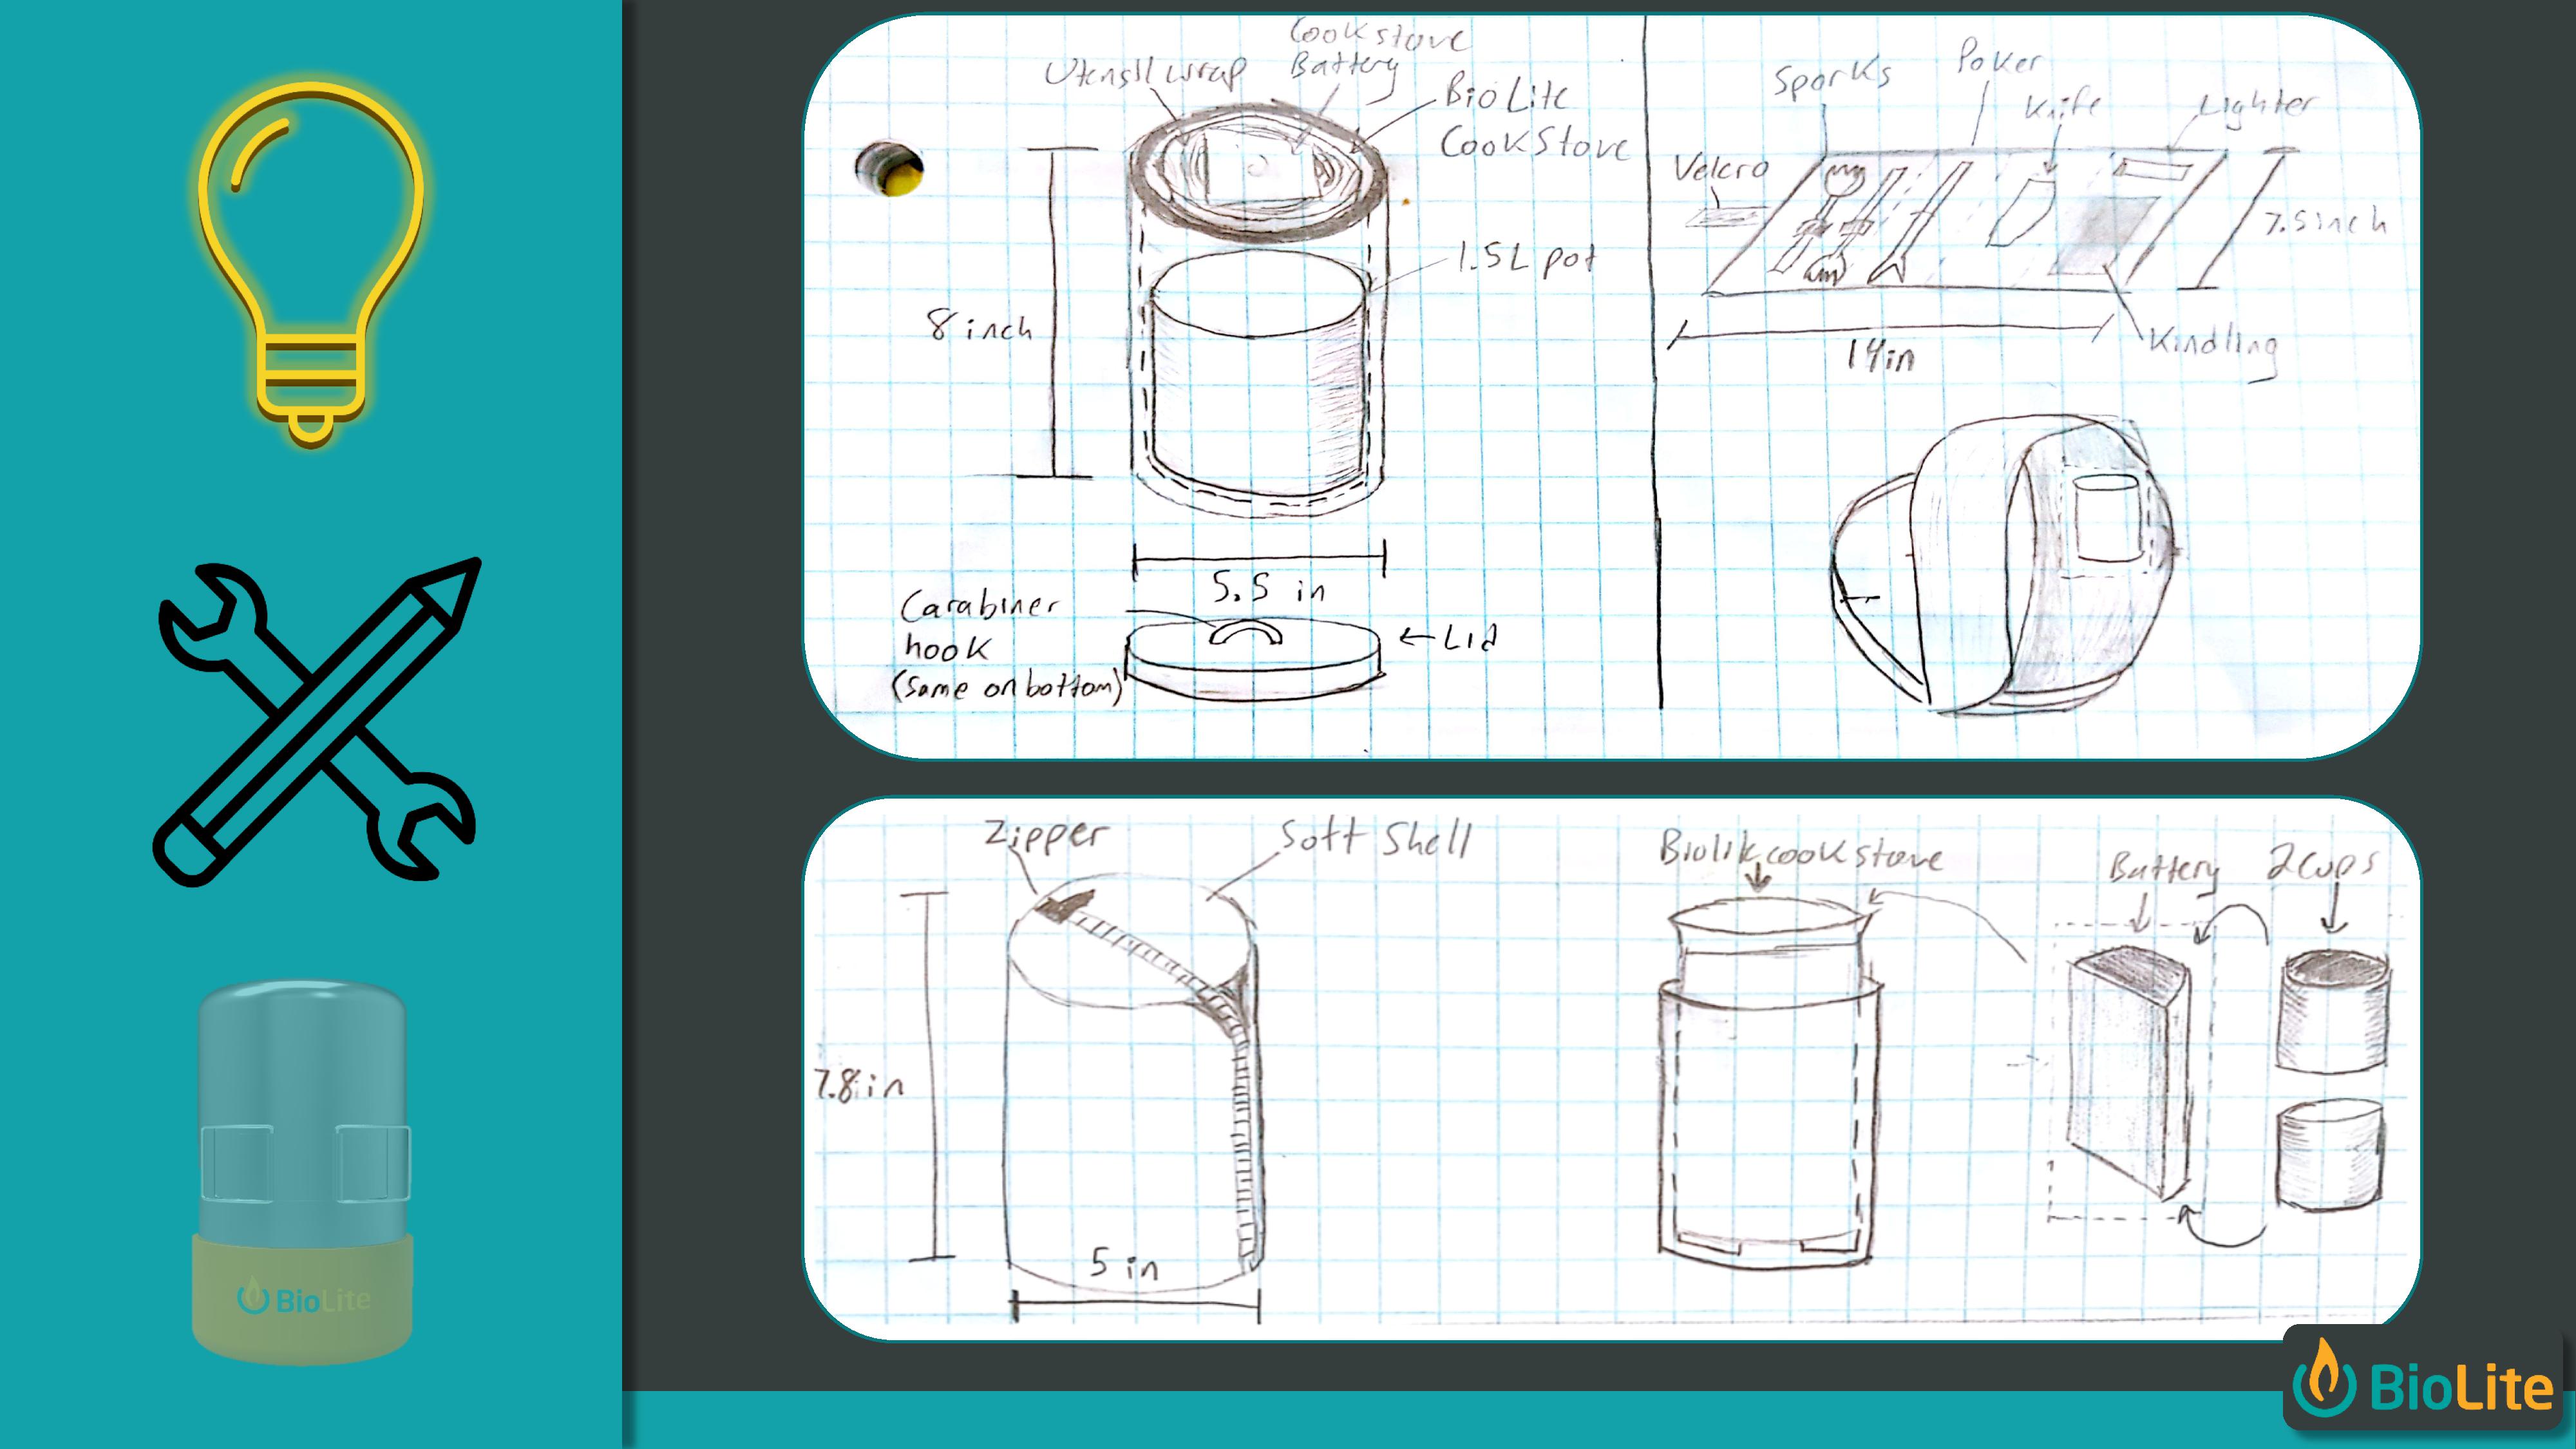 Utensil wrap
Cookstove
Battery
BioLite
CookStove
8 inch
1.5L pot
5.5 in
Carabiner
hook
(Same on bottom)
←Lid
Sporks
Poker
Knife
Lighter
Velcro
7.5inch
14in
Kindling
Zipper
Soft Shell
7.8in
5 in
Biolite cookstove
Battery
2cups
BioLite
BioLite